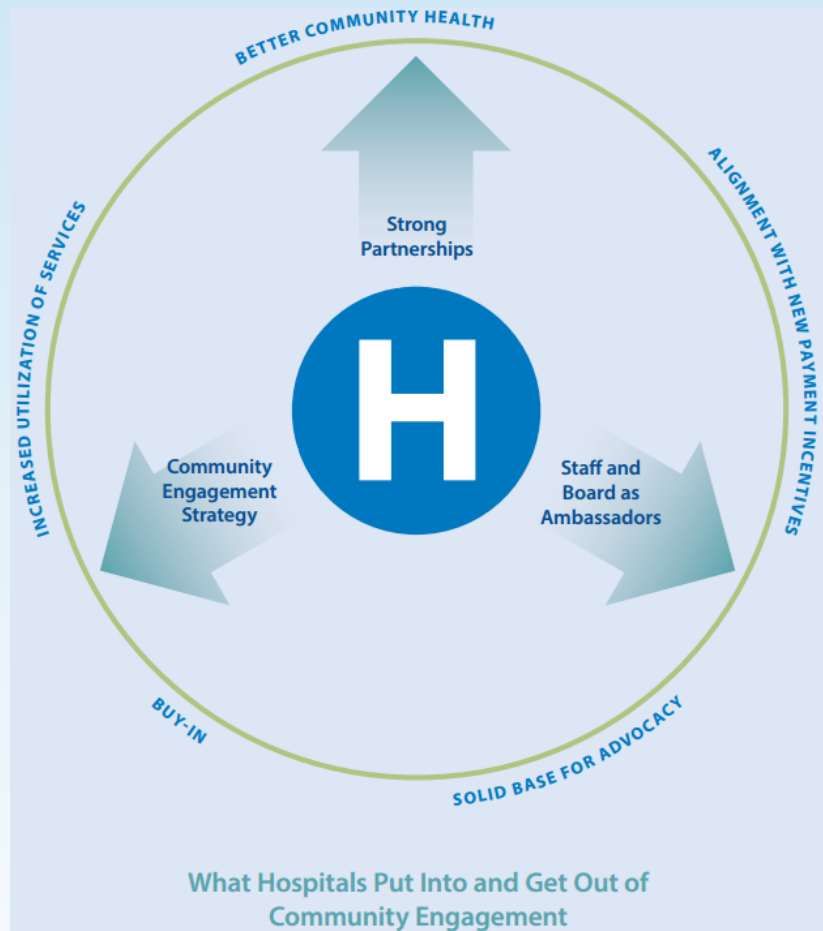 BETTER COMMUNITY HEALTH
ALIGNMENT WITH NEW PAYMENT INCENTIVES
INCREASED UTILIZATION OF SERVICES
Strong
Partnerships
H
Community
Engagement
Strategy
Staff and
Board as
Ambassadors
BUY-IN
SOLID BASE FOR ADVOCACY
What Hospitals Put Into and Get Out of
Community Engagement